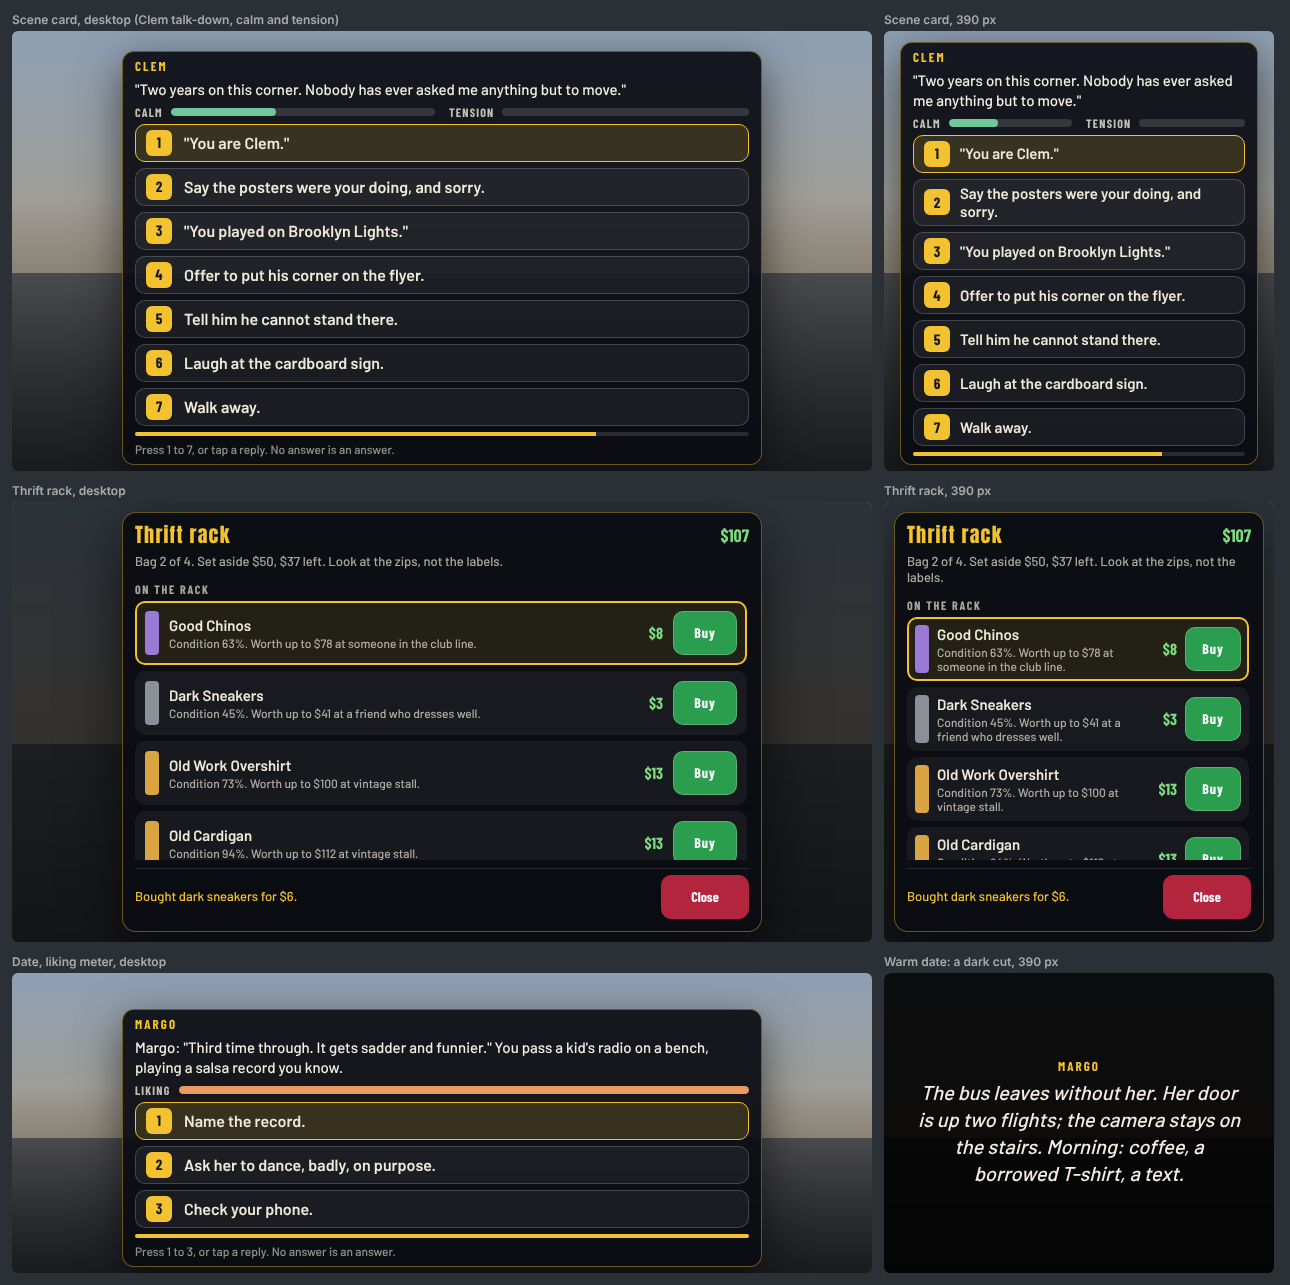 Scene card, desktop (Clem talk-down, calm and tension)
CLEM
"Two years on this corner. Nobody has ever asked me anything but to move."
CALM TENSION
1 "You are Clem."
2 Say the posters were your doing, and sorry.
3 "You played on Brooklyn Lights."
4 Offer to put his corner on the flyer.
5 Tell him he cannot stand there.
6 Laugh at the cardboard sign.
7 Walk away.
Press 1 to 7, or tap a reply. No answer is an answer.
Scene card, 390 px
CLEM
"Two years on this corner. Nobody has ever asked
me anything but to move."
CALM TENSION
1 "You are Clem."
2 Say the posters were your doing, and
sorry.
3 "You played on Brooklyn Lights."
4 Offer to put his corner on the flyer.
5 Tell him he cannot stand there.
6 Laugh at the cardboard sign.
7 Walk away.
Thrift rack, desktop
Thrift rack $107
Bag 2 of 4. Set aside $50, $37 left. Look at the zips, not the labels.
ON THE RACK
Good Chinos
Condition 63%. Worth up to $78 at someone in the club line.
$8 Buy
Dark Sneakers
Condition 45%. Worth up to $41 at a friend who dresses well.
$3 Buy
Old Work Overshirt
Condition 73%. Worth up to $100 at vintage stall.
$13 Buy
Old Cardigan
Condition 94%. Worth up to $112 at vintage stall.
$13 Buy
Bought dark sneakers for $6. Close
Thrift rack, 390 px
Thrift rack $107
Bag 2 of 4. Set aside $50, $37 left. Look at the zips, not the
labels.
ON THE RACK
Good Chinos
Condition 63%. Worth up to $78 at
someone in the club line.
$8 Buy
Dark Sneakers
Condition 45%. Worth up to $41 at a
friend who dresses well.
$3 Buy
Old Work Overshirt
Condition 73%. Worth up to $100 at
vintage stall.
$13 Buy
Old Cardigan
$13 Buy
Bought dark sneakers for $6. Close
Date, liking meter, desktop
MARGO
Margo: "Third time through. It gets sadder and funnier." You pass a kid's radio on a bench,
playing a salsa record you know.
LIKING
1 Name the record.
2 Ask her to dance, badly, on purpose.
3 Check your phone.
Press 1 to 3, or tap a reply. No answer is an answer.
Warm date: a dark cut, 390 px
MARGO
The bus leaves without her. Her door
is up two flights; the camera stays on
the stairs. Morning: coffee, a
borrowed T-shirt, a text.